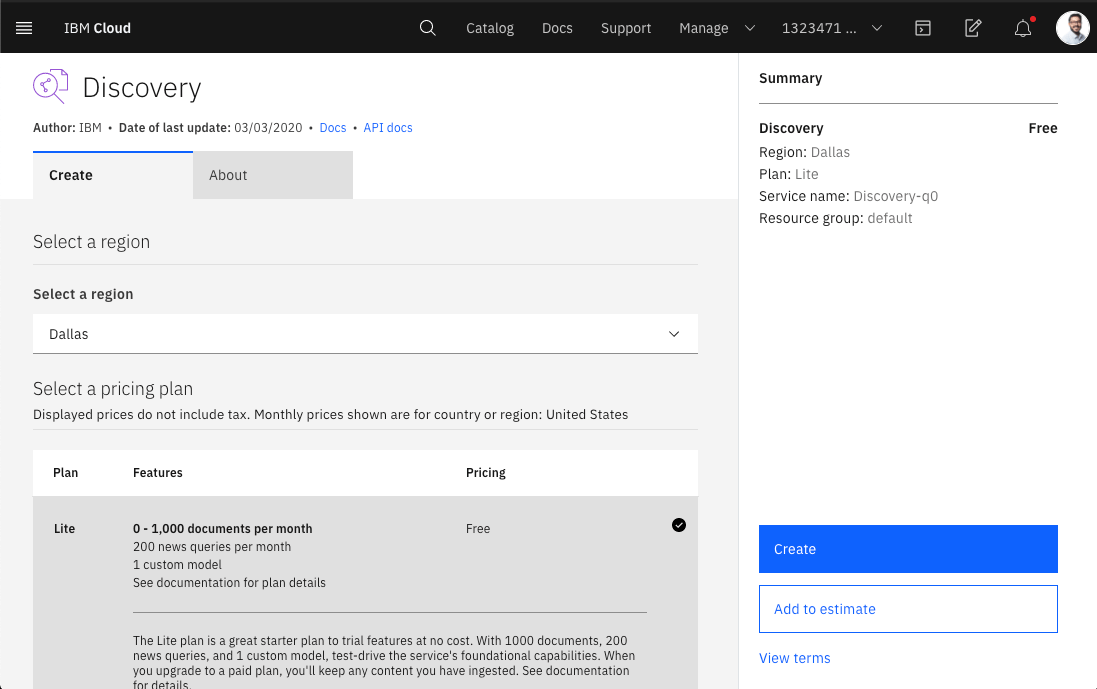 IBM Cloud Catalog Docs Support Manage 1323471 ...
Discovery
Author: IBM • Date of last update: 03/03/2020 • Docs • API docs
Create About
Select a region
Select a region
Dallas
Select a pricing plan
Displayed prices do not include tax. Monthly prices shown are for country or region: United States
Plan Features Pricing
Lite 0 - 1,000 documents per month Free
200 news queries per month
1 custom model
See documentation for plan details
The Lite plan is a great starter plan to trial features at no cost. With 1000 documents, 200
news queries, and 1 custom model, test-drive the service's foundational capabilities. When
you upgrade to a paid plan, you'll keep any content you have ingested. See documentation
for details.
Summary
Discovery Free
Region: Dallas
Plan: Lite
Service name: Discovery-q0
Resource group: default
Create
Add to estimate
View terms